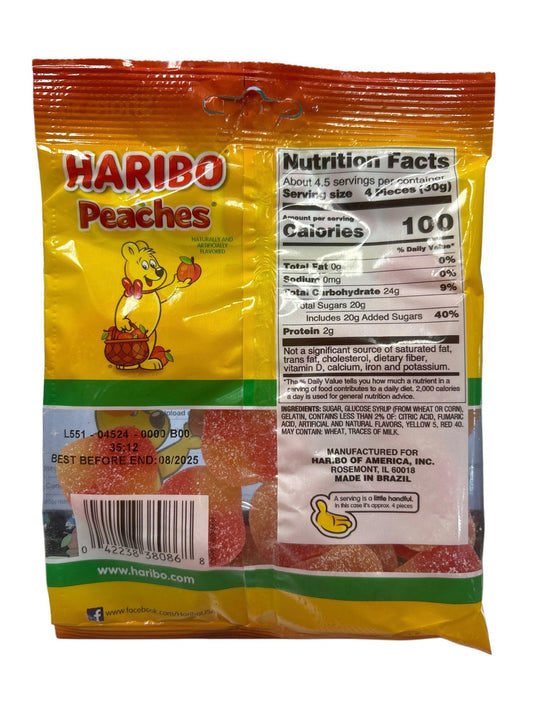 HARIBO
Peaches
NATURALLY AND
ARTIFICIALLY
FLAVORED
L551 - 04524 - 0000/B00
35:12
BEST BEFORE END: 08/2025
0 42238 38086 8
www.haribo.com
f www.facebook.com/HariboUSA
Nutrition Facts
About 4.5 servings per container
Serving size 4 Pieces (30g)
Amount per serving
Calories 100
% Daily Value*
Total Fat 0g 0%
Sodium 0mg 0%
Total Carbohydrate 24g 9%
Total Sugars 20g
Includes 20g Added Sugars 40%
Protein 2g
Not a significant source of saturated fat,
trans fat, cholesterol, dietary fiber,
vitamin D, calcium, iron and potassium.
*The % Daily Value tells you how much a nutrient in a
serving of food contributes to a daily diet. 2,000 calories
a day is used for general nutrition advice.
INGREDIENTS: SUGAR, GLUCOSE SYRUP (FROM WHEAT OR CORN),
GELATIN, CONTAINS LESS THAN 2% OF: CITRIC ACID, FUMARIC
ACID, ARTIFICIAL AND NATURAL FLAVORS, YELLOW 5, RED 40.
MAY CONTAIN: WHEAT, TRACES OF MILK.
MANUFACTURED FOR
HARIBO OF AMERICA, INC.
ROSEMONT, IL 60018
MADE IN BRAZIL
A serving is a little handful.
In this case it's approx. 4 pieces